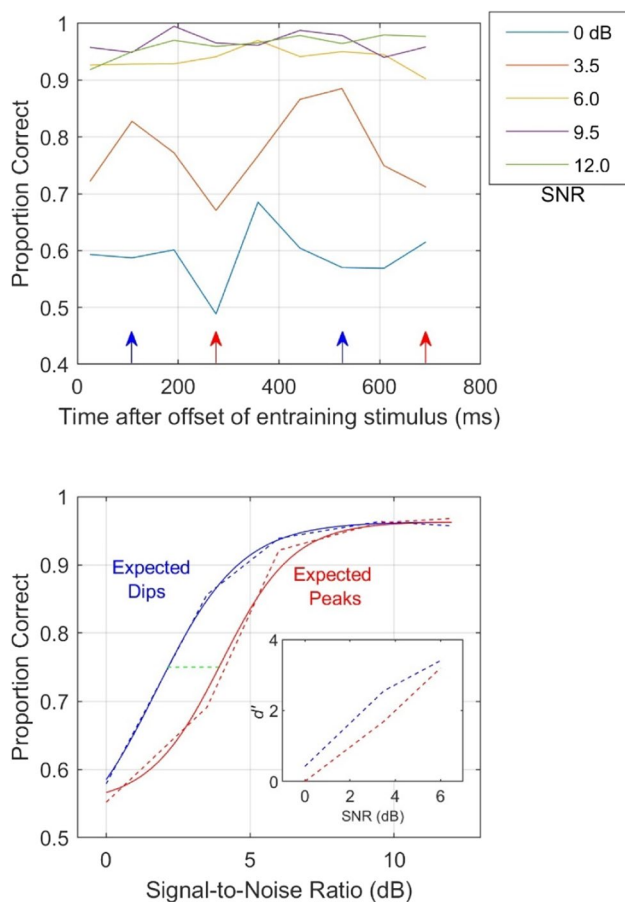 1
0.9
0.8
0.7
0.6
0.5
0.4
Proportion Correct
0 200 400 600 800
Time after offset of entraining stimulus (ms)
0 dB
3.5
6.0
9.5
12.0
SNR
1
0.9
0.8
0.7
0.6
0.5
Proportion Correct
Expected
Dips
Expected
Peaks
4
2
0
d'
0 2 4 6
SNR (dB)
0 5 10
Signal-to-Noise Ratio (dB)